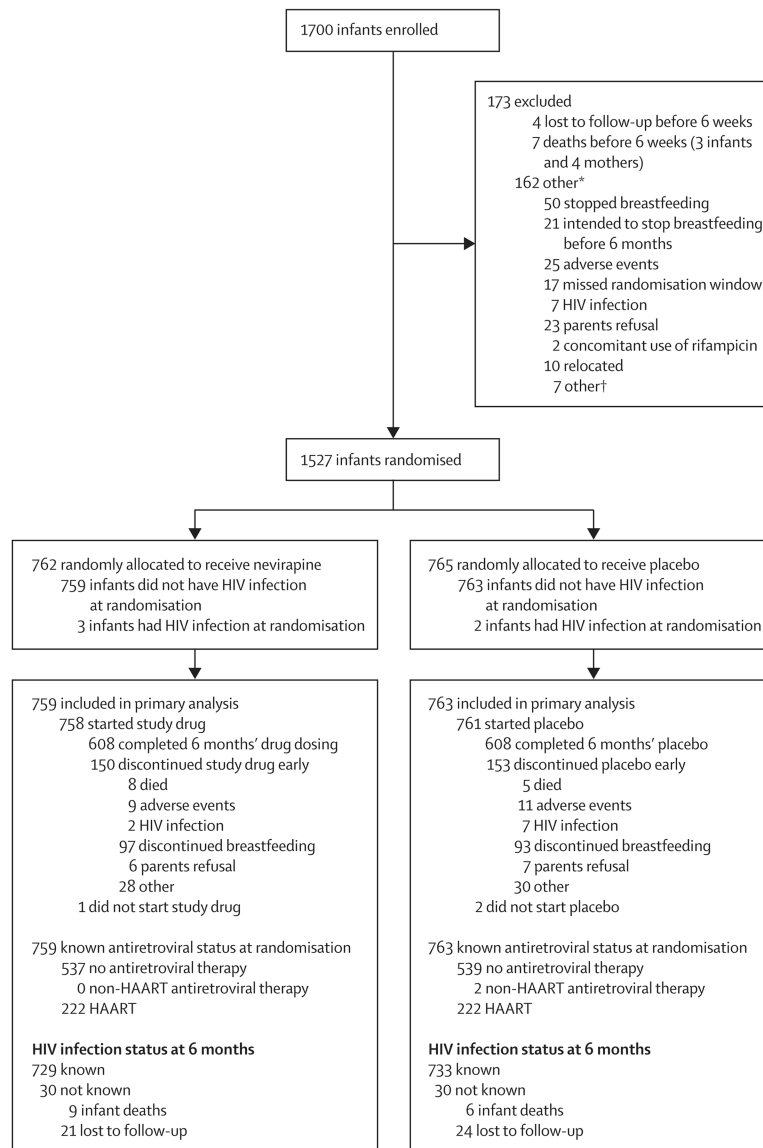 1700 infants enrolled
173 excluded
4 lost to follow-up before 6 weeks
7 deaths before 6 weeks (3 infants
and 4 mothers)
162 other*
50 stopped breastfeeding
21 intended to stop breastfeeding
before 6 months
25 adverse events
17 missed randomisation window
7 HIV infection
23 parents refusal
2 concomitant use of rifampicin
10 relocated
7 other†
1527 infants randomised
762 randomly allocated to receive nevirapine
759 infants did not have HIV infection
at randomisation
3 infants had HIV infection at randomisation
765 randomly allocated to receive placebo
763 infants did not have HIV infection
at randomisation
2 infants had HIV infection at randomisation
759 included in primary analysis
758 started study drug
608 completed 6 months' drug dosing
150 discontinued study drug early
8 died
9 adverse events
2 HIV infection
97 discontinued breastfeeding
6 parents refusal
28 other
1 did not start study drug
759 known antiretroviral status at randomisation
537 no antiretroviral therapy
0 non-HAART antiretroviral therapy
222 HAART
HIV infection status at 6 months
729 known
30 not known
9 infant deaths
21 lost to follow-up
763 included in primary analysis
761 started placebo
608 completed 6 months' placebo
153 discontinued placebo early
5 died
11 adverse events
7 HIV infection
93 discontinued breastfeeding
7 parents refusal
30 other
2 did not start placebo
763 known antiretroviral status at randomisation
539 no antiretroviral therapy
2 non-HAART antiretroviral therapy
222 HAART
HIV infection status at 6 months
733 known
30 not known
6 infant deaths
24 lost to follow-up